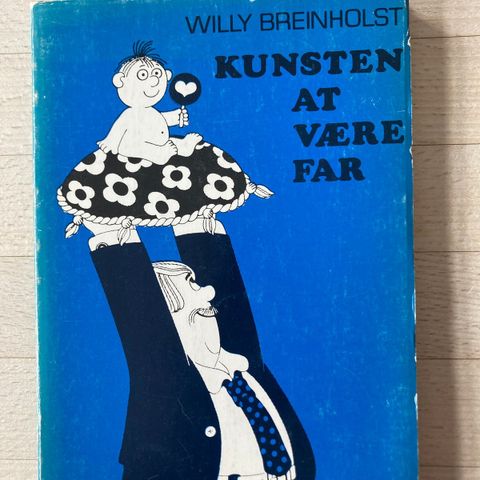 WILLY BREINHOLST
KUNSTEN
AT
VÆRE
FAR